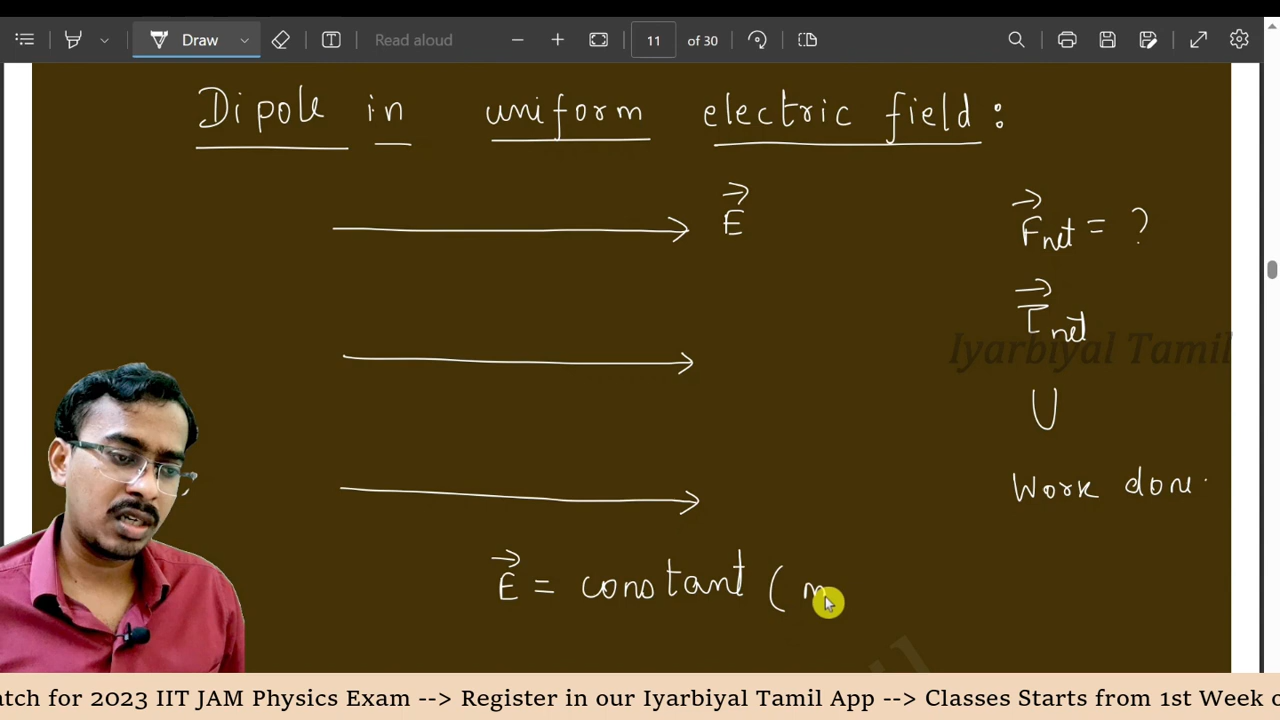 Draw
Read aloud
11 of 30
Dipole in uniform electric field:
E
Fnet = ?
τnet
Iyarbiyal Tamil
U
Work done.
E = constant ( m
atch for 2023 IIT JAM Physics Exam --> Register in our Iyarbiyal Tamil App --> Classes Starts from 1st Week o